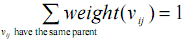 ∑ weight(v_ij) = 1
v_ij have the same parent